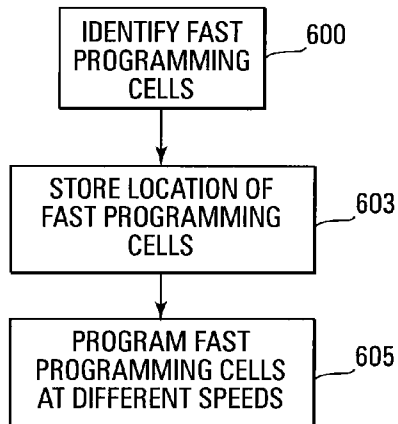 IDENTIFY FAST
PROGRAMMING
CELLS
600
STORE LOCATION OF
FAST PROGRAMMING
CELLS
603
PROGRAM FAST
PROGRAMMING CELLS
AT DIFFERENT SPEEDS
605